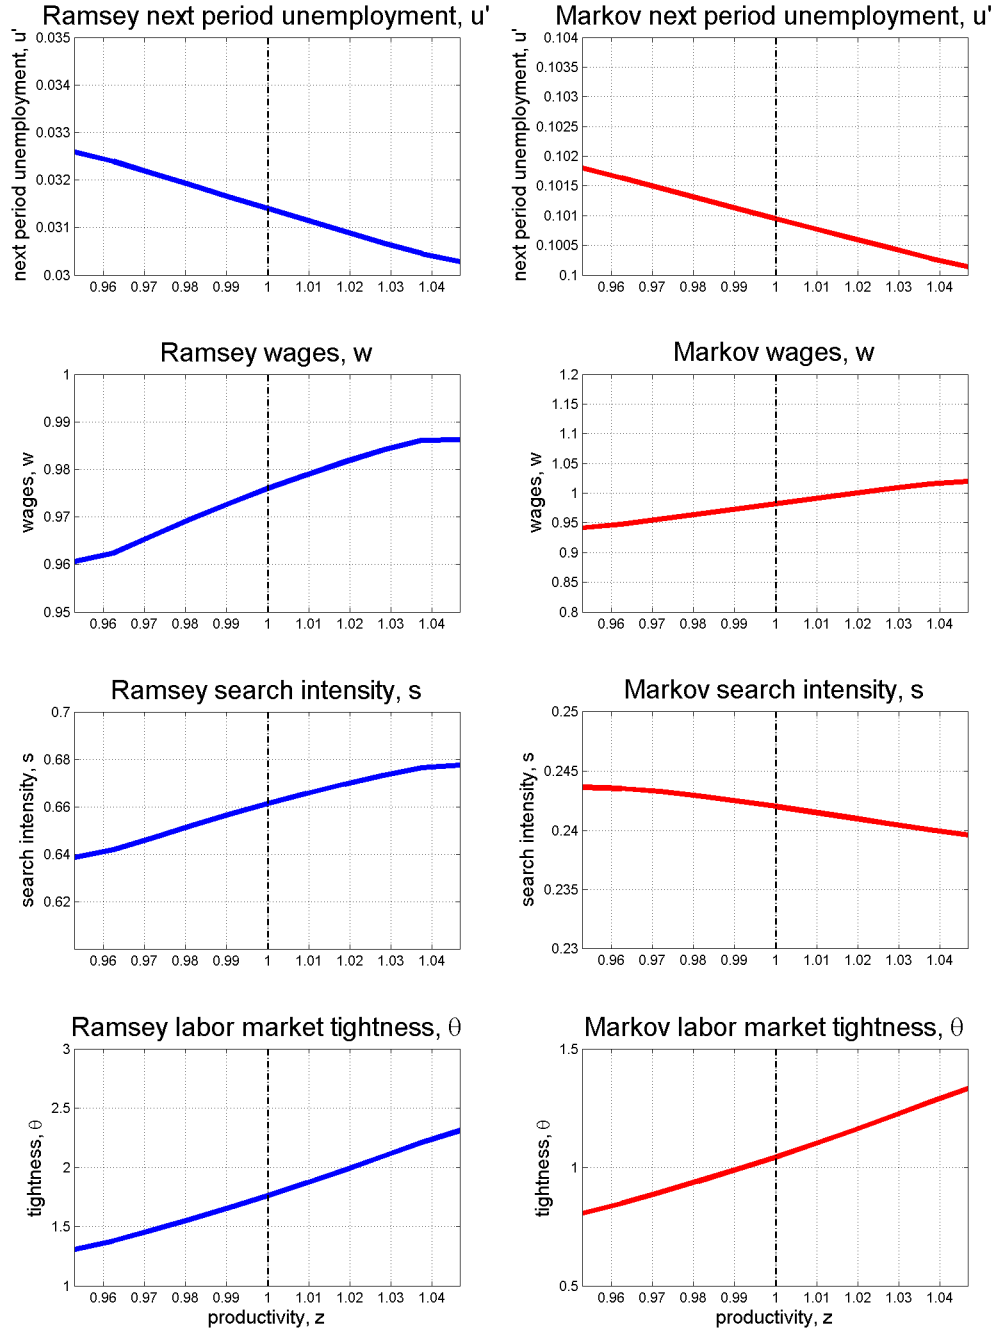 Ramsey next period unemployment, u'
next period unemployment, u'
0.035
0.034
0.033
0.032
0.031
0.03
0.96 0.97 0.98 0.99 1 1.01 1.02 1.03 1.04
Markov next period unemployment, u'
next period unemployment, u'
0.104
0.1035
0.103
0.1025
0.102
0.1015
0.101
0.1005
0.1
0.96 0.97 0.98 0.99 1 1.01 1.02 1.03 1.04
Ramsey wages, w
wages, w
1
0.99
0.98
0.97
0.96
0.95
0.96 0.97 0.98 0.99 1 1.01 1.02 1.03 1.04
Markov wages, w
wages, w
1.2
1.15
1.1
1.05
1
0.95
0.9
0.85
0.8
0.96 0.97 0.98 0.99 1 1.01 1.02 1.03 1.04
Ramsey search intensity, s
search intensity, s
0.7
0.68
0.66
0.64
0.62
0.96 0.97 0.98 0.99 1 1.01 1.02 1.03 1.04
Markov search intensity, s
search intensity, s
0.25
0.245
0.24
0.235
0.23
0.96 0.97 0.98 0.99 1 1.01 1.02 1.03 1.04
Ramsey labor market tightness, θ
tightness, θ
3
2.5
2
1.5
1
0.96 0.97 0.98 0.99 1 1.01 1.02 1.03 1.04
productivity, z
Markov labor market tightness, θ
tightness, θ
1.5
1
0.5
0.96 0.97 0.98 0.99 1 1.01 1.02 1.03 1.04
productivity, z